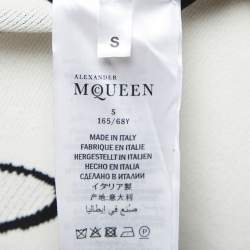 S
ALEXANDER
McQUEEN
S
165/68Y
MADE IN ITALY
FABRIQUE EN ITALIE
HERGESTELLT IN ITALIEN
HECHO EN ITALIA
СДЕЛАНО В ИТАЛИИ
イタリア製
产地意大利
صنع في ايطاليا